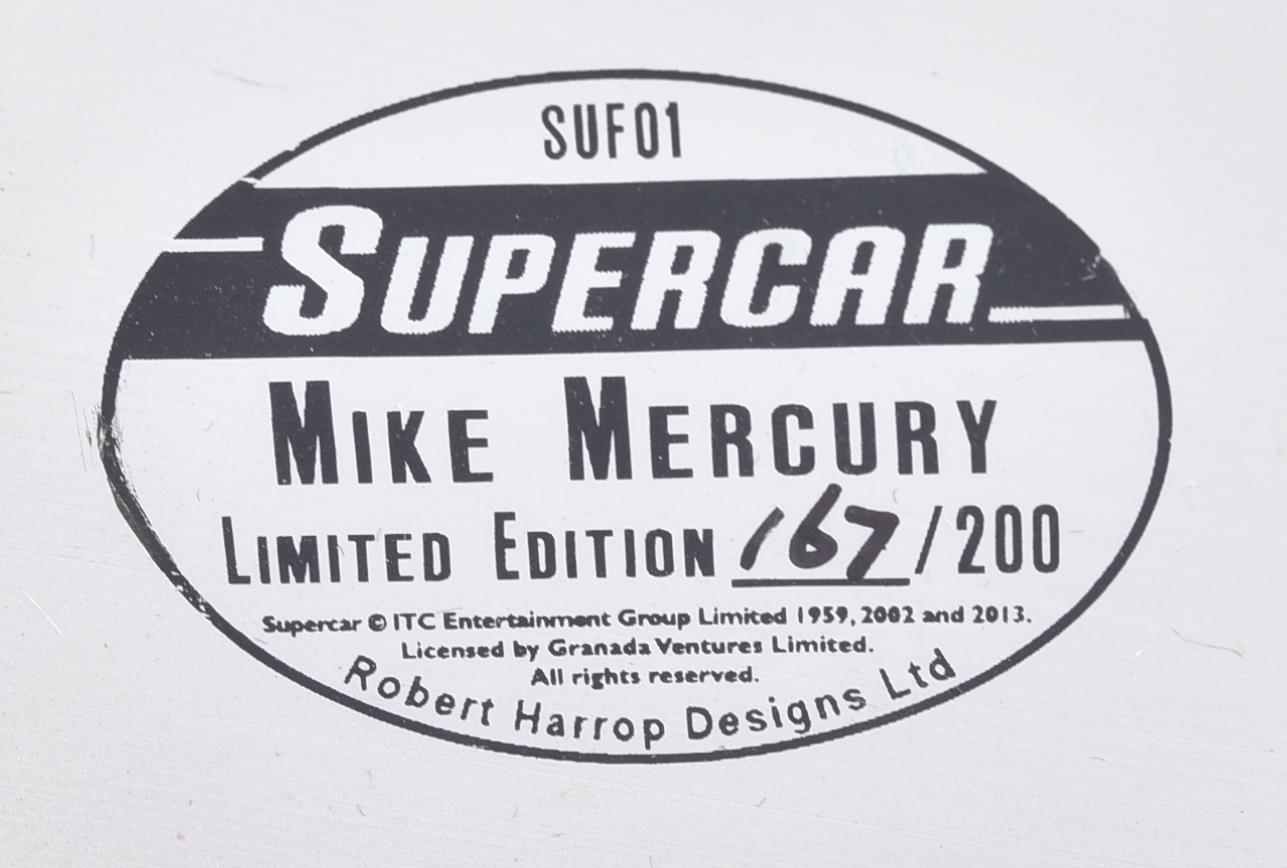 SUF01
SUPERCAR
MIKE MERCURY
LIMITED EDITION 167/200
Supercar © ITC Entertainment Group Limited 1959, 2002 and 2013.
Licensed by Granada Ventures Limited.
All rights reserved.
Robert Harrop Designs Ltd